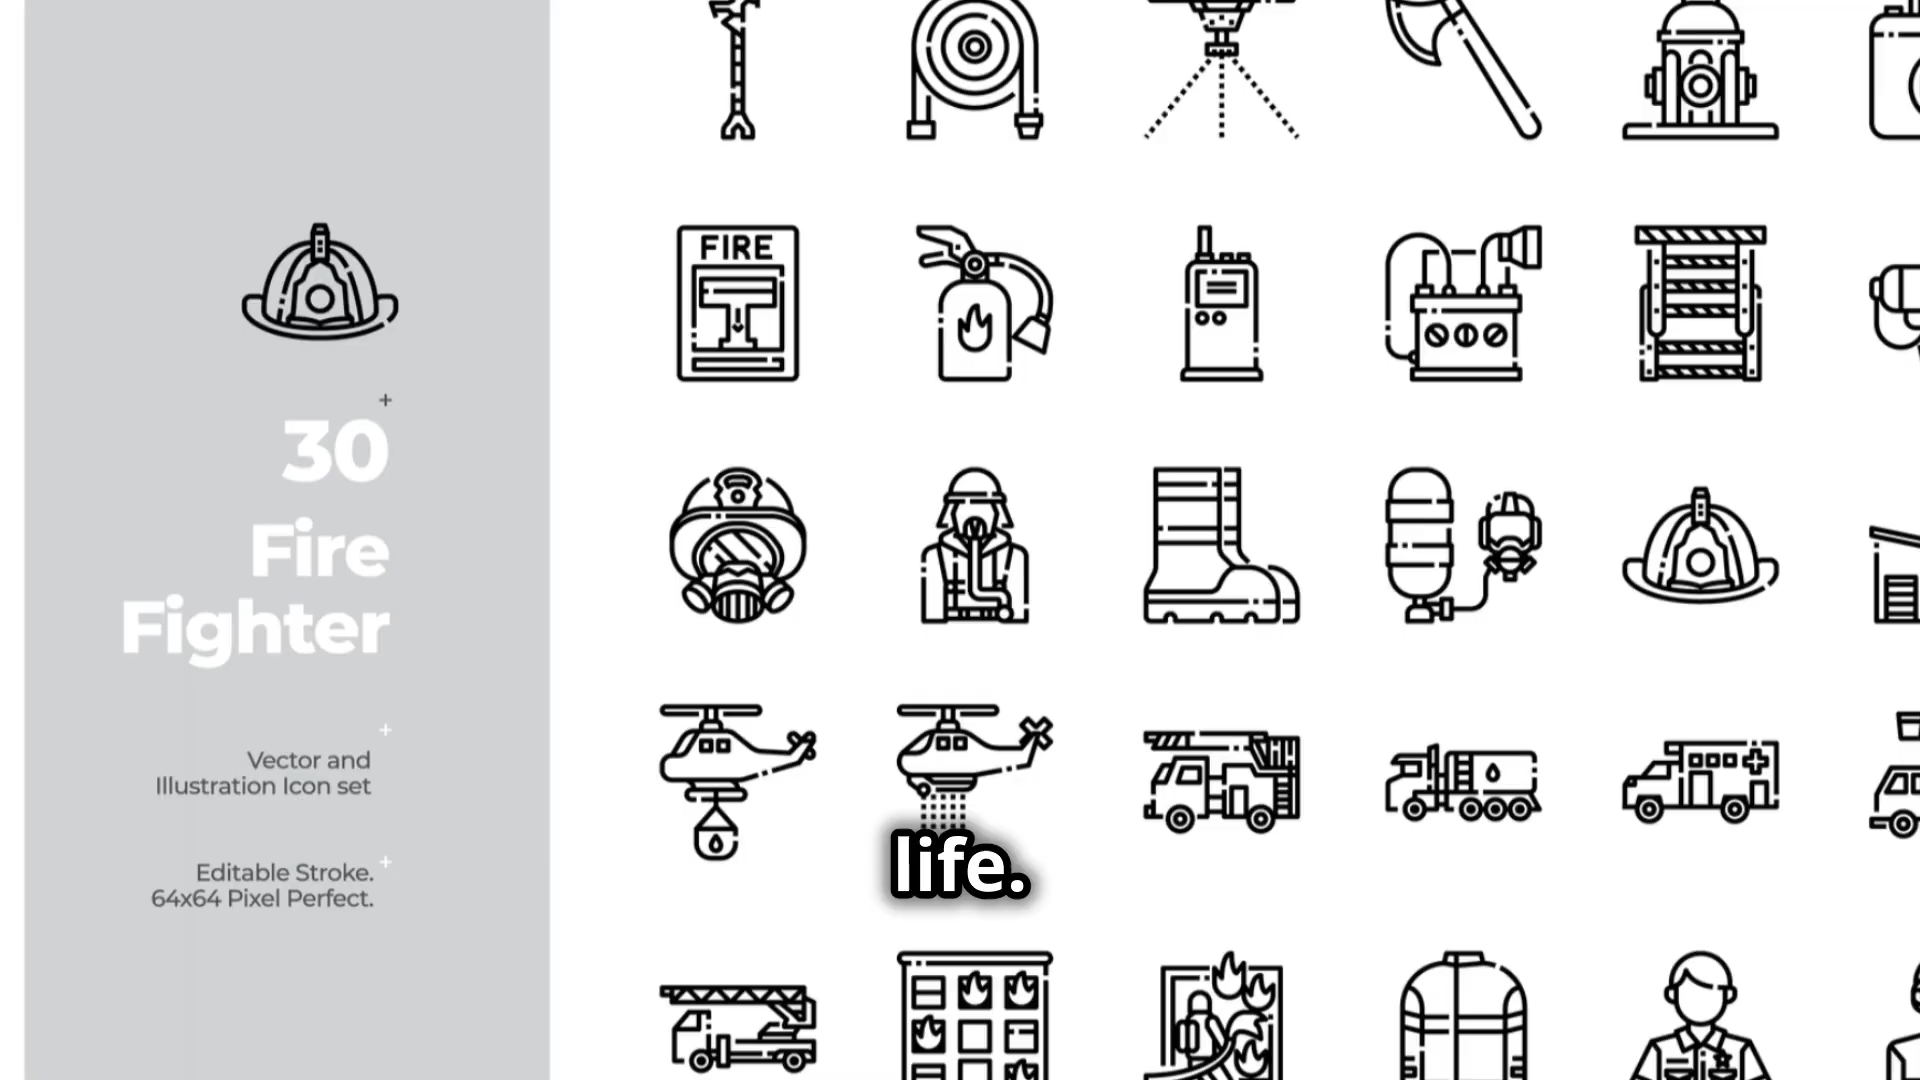 30
Fire
Fighter
Vector and
Illustration Icon set
Editable Stroke.
64x64 Pixel Perfect.
FIRE
life.